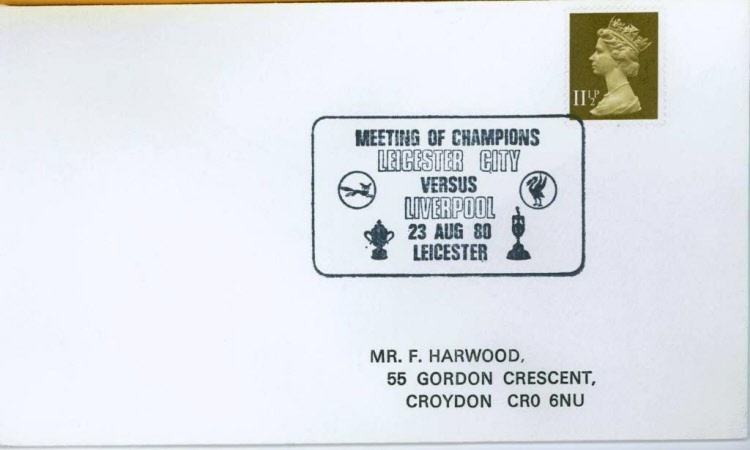 11½P
MEETING OF CHAMPIONS
LEICESTER CITY
VERSUS
LIVERPOOL
23 AUG 80
LEICESTER
MR. F. HARWOOD,
55 GORDON CRESCENT,
CROYDON CR0 6NU